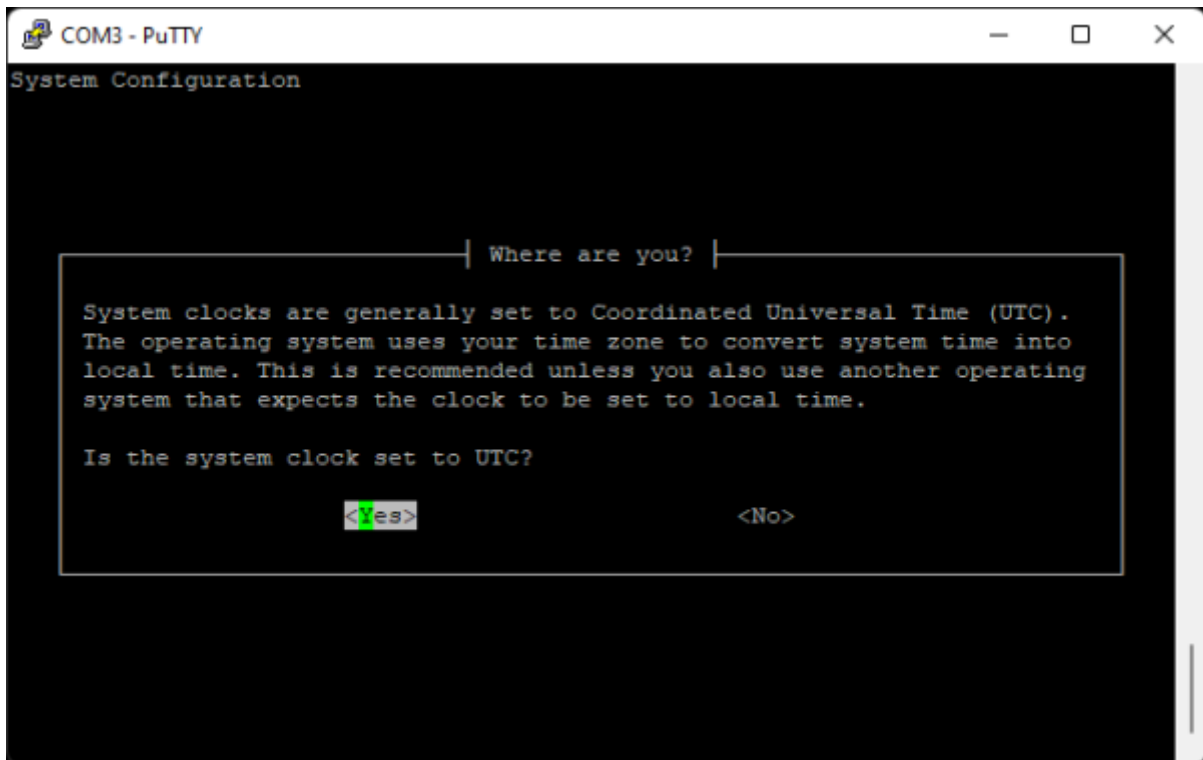 COM3 - PuTTY
System Configuration
Where are you?
System clocks are generally set to Coordinated Universal Time (UTC).
The operating system uses your time zone to convert system time into
local time. This is recommended unless you also use another operating
system that expects the clock to be set to local time.
Is the system clock set to UTC?
<Yes> <No>